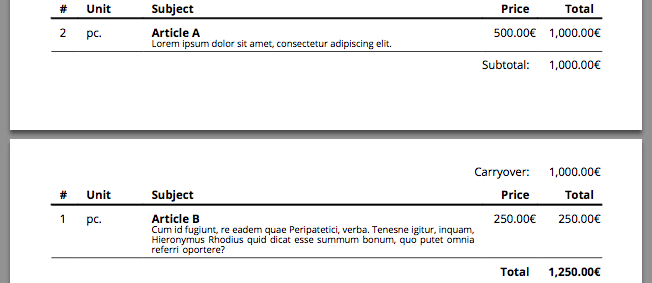 # Unit Subject Price Total
2 pc. Article A 500.00€ 1,000.00€
Lorem ipsum dolor sit amet, consectetur adipiscing elit.
Subtotal: 1,000.00€
Carryover: 1,000.00€
# Unit Subject Price Total
1 pc. Article B 250.00€ 250.00€
Cum id fugiunt, re eadem quae Peripatetici, verba. Tenesne igitur, inquam,
Hieronymus Rhodius quid dicat esse summum bonum, quo putet omnia
referri oportere?
Total 1,250.00€